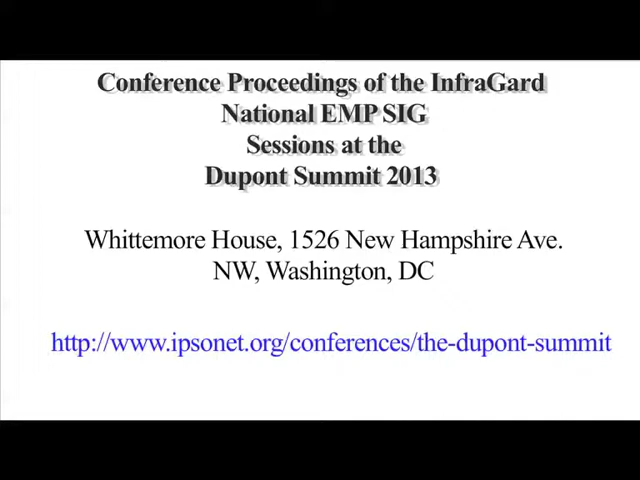 Conference Proceedings of the InfraGard
National EMP SIG
Sessions at the
Dupont Summit 2013
Whittemore House, 1526 New Hampshire Ave.
NW, Washington, DC
http://www.ipsonet.org/conferences/the-dupont-summit